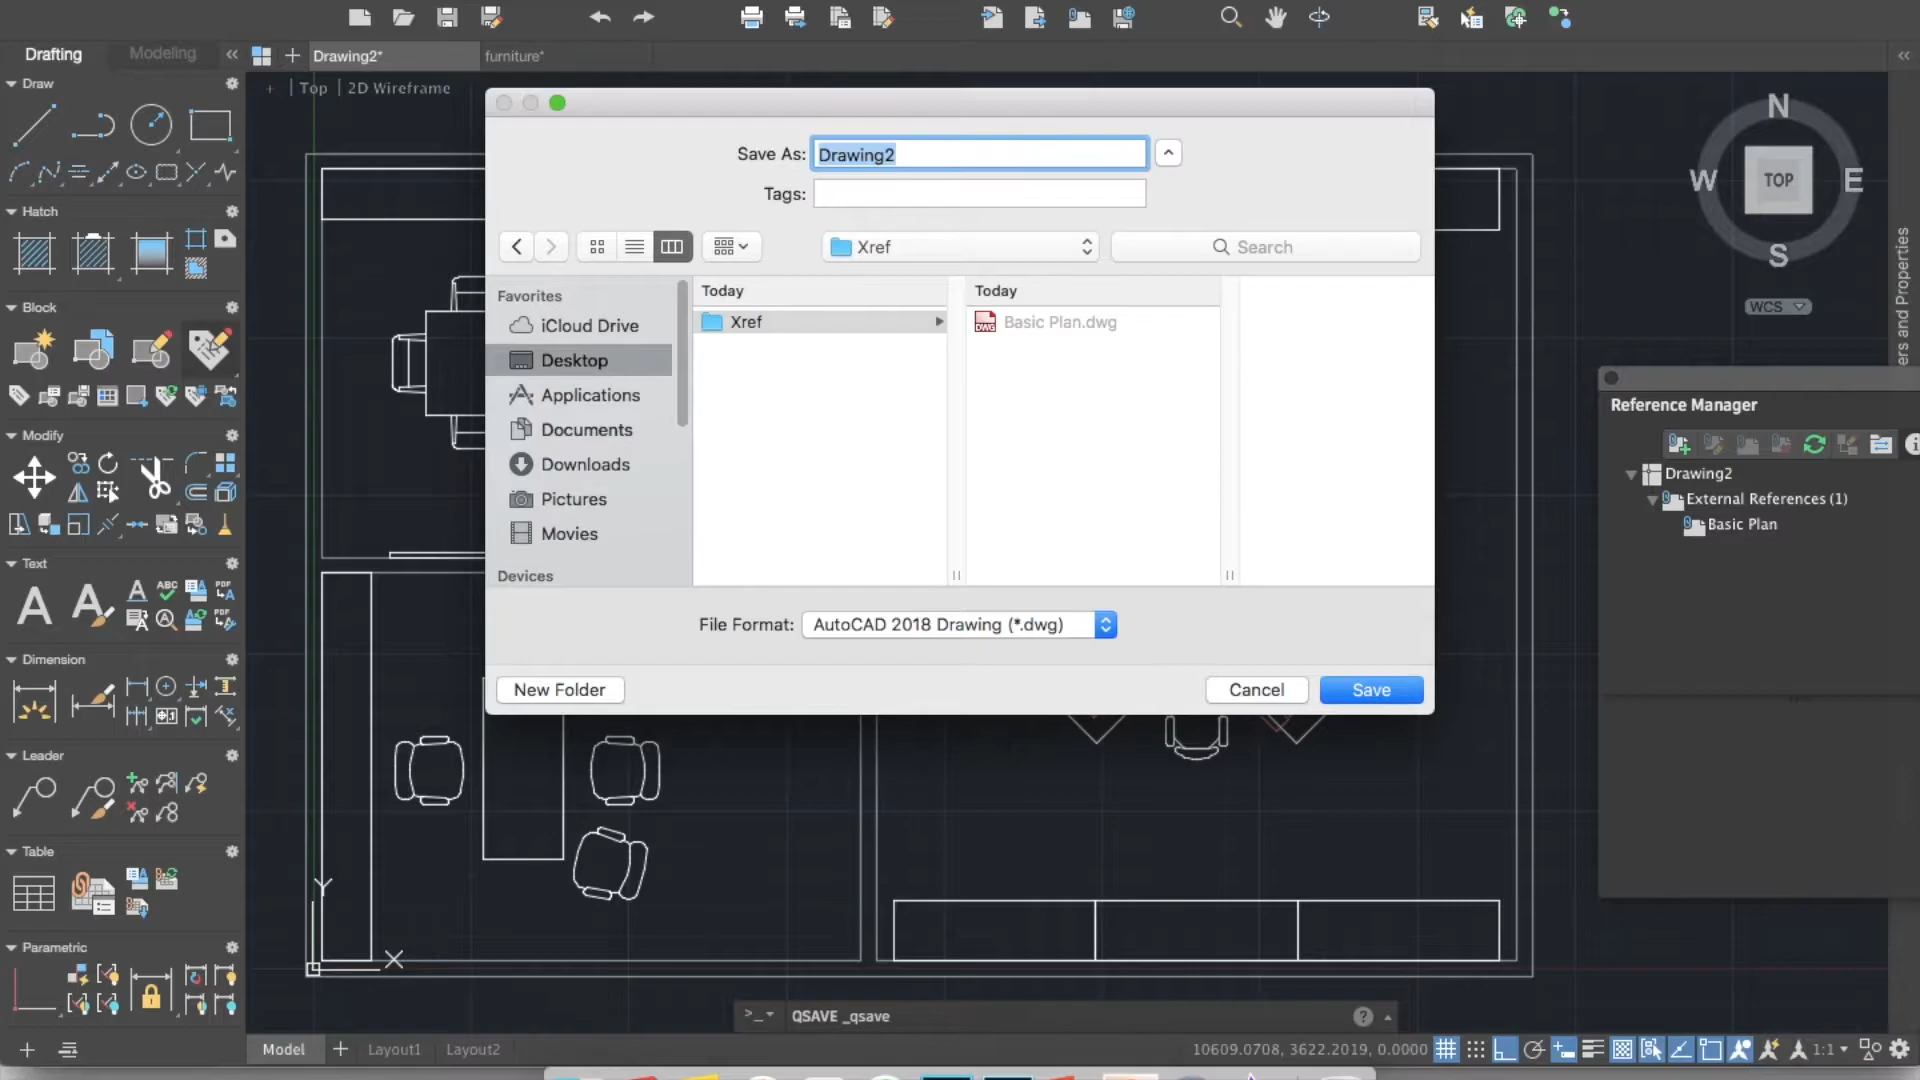 Drafting
Modeling
Drawing2*
furniture*
Draw
Top
2D Wireframe
Hatch
Block
Modify
Text
Dimension
Leader
Table
Parametric
Save As:
Drawing2
Tags:
Xref
Search
Favorites
iCloud Drive
Desktop
Applications
Documents
Downloads
Pictures
Movies
Devices
Today
Xref
Today
Basic Plan.dwg
File Format:
AutoCAD 2018 Drawing (*.dwg)
New Folder
Cancel
Save
N
W
TOP
E
S
WCS
ers and Properties
Reference Manager
Drawing2
External References (1)
Basic Plan
Y
X
>_
QSAVE _qsave
Model
Layout1
Layout2
10609.0708, 3622.2019, 0.0000
1:1